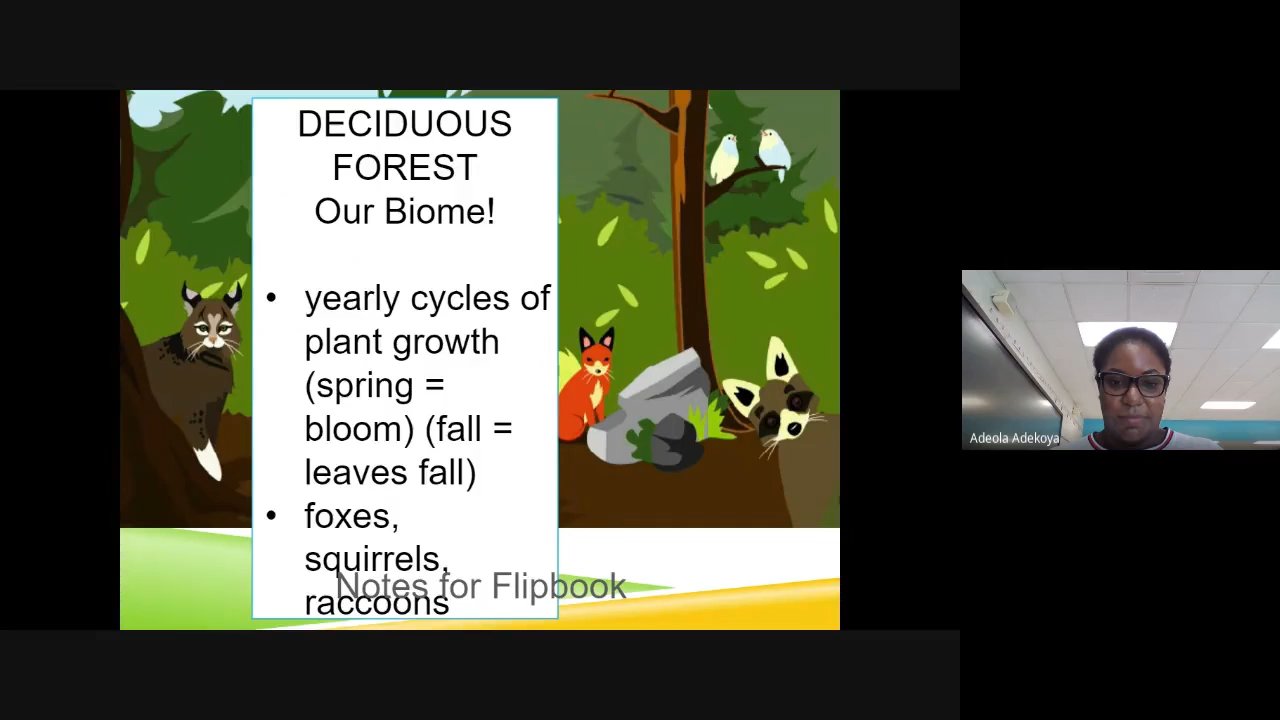 DECIDUOUS
FOREST
Our Biome!
• yearly cycles of
plant growth
(spring =
bloom) (fall =
leaves fall)
• foxes,
squirrels,
raccoons
Notes for Flipbook
Adeola Adekoya